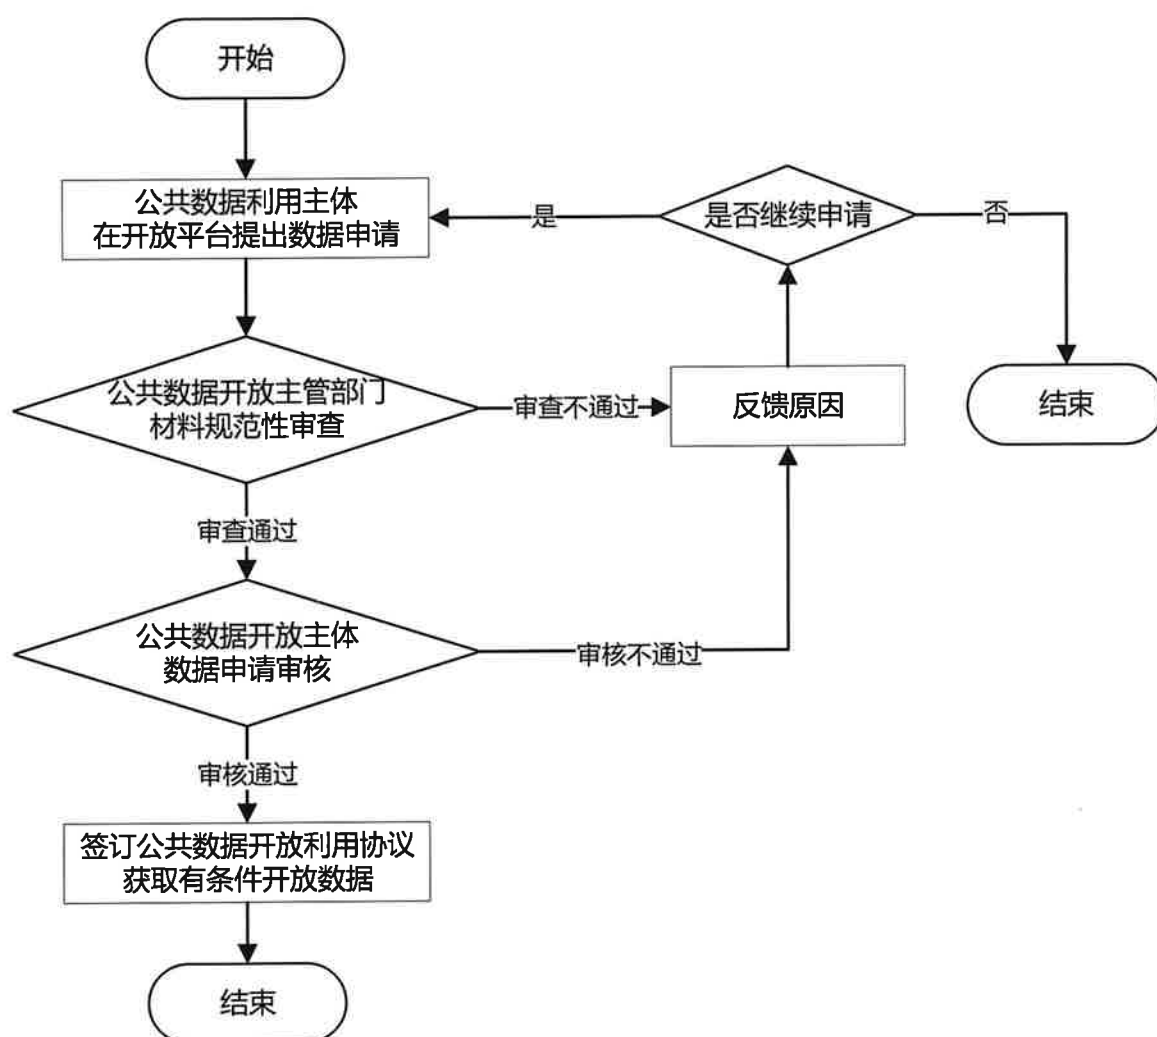 开始
公共数据利用主体
在开放平台提出数据申请
是
是否继续申请
否
公共数据开放主管部门
材料规范性审查
审查不通过
反馈原因
结束
审查通过
公共数据开放主体
数据申请审核
审核不通过
审核通过
签订公共数据开放利用协议
获取有条件开放数据
结束